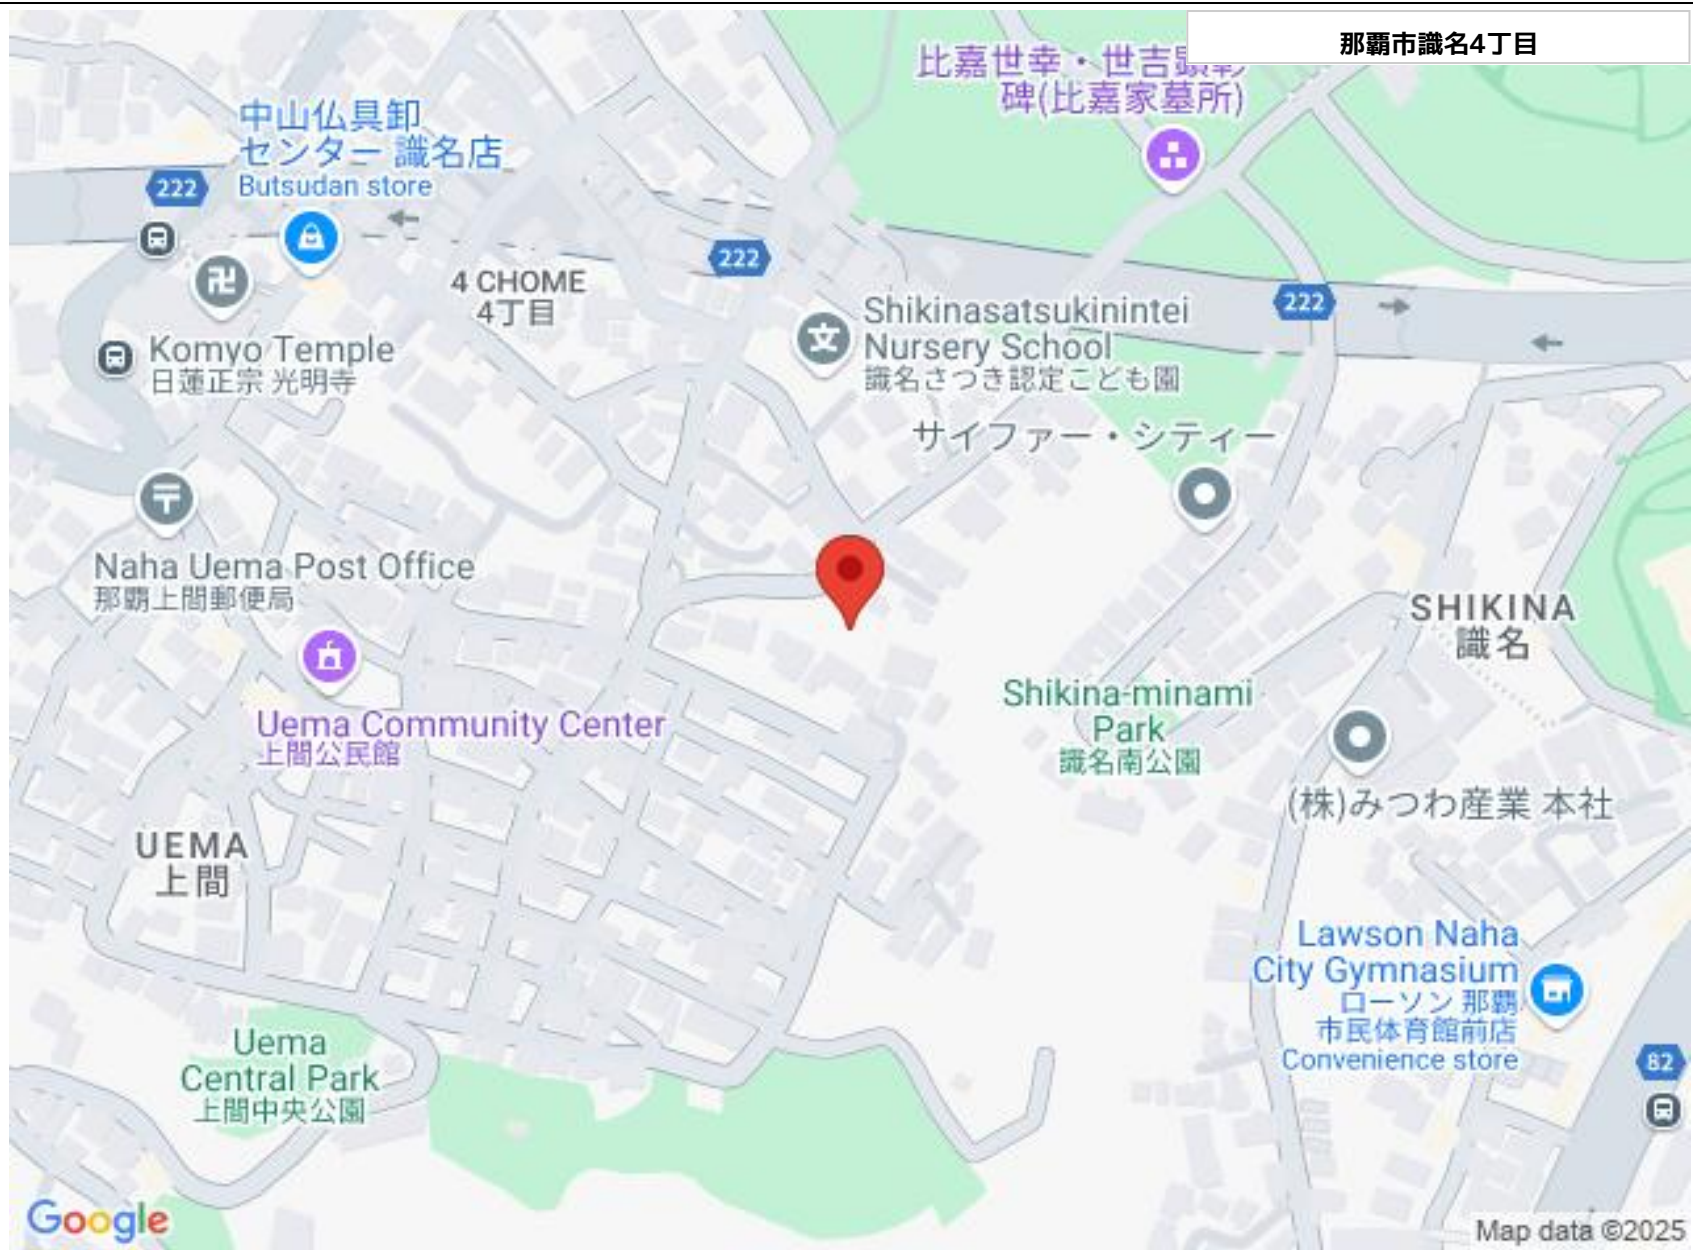 那覇市識名4丁目
比嘉世幸・世吉顕彰
碑(比嘉家墓所)
中山仏具卸
センター 識名店
Butsudan store
222
222
222
4 CHOME
4丁目
Shikinasatsukinintei
Nursery School
識名さつき認定こども園
Komyo Temple
日蓮正宗 光明寺
サイファー・シティー
Naha Uema Post Office
那覇上間郵便局
SHIKINA
識名
Uema Community Center
上間公民館
Shikina-minami
Park
識名南公園
(株)みつわ産業 本社
UEMA
上間
Lawson Naha
City Gymnasium
ローソン 那覇
市民体育館前店
Convenience store
82
Uema
Central Park
上間中央公園
Google
Map data ©2025